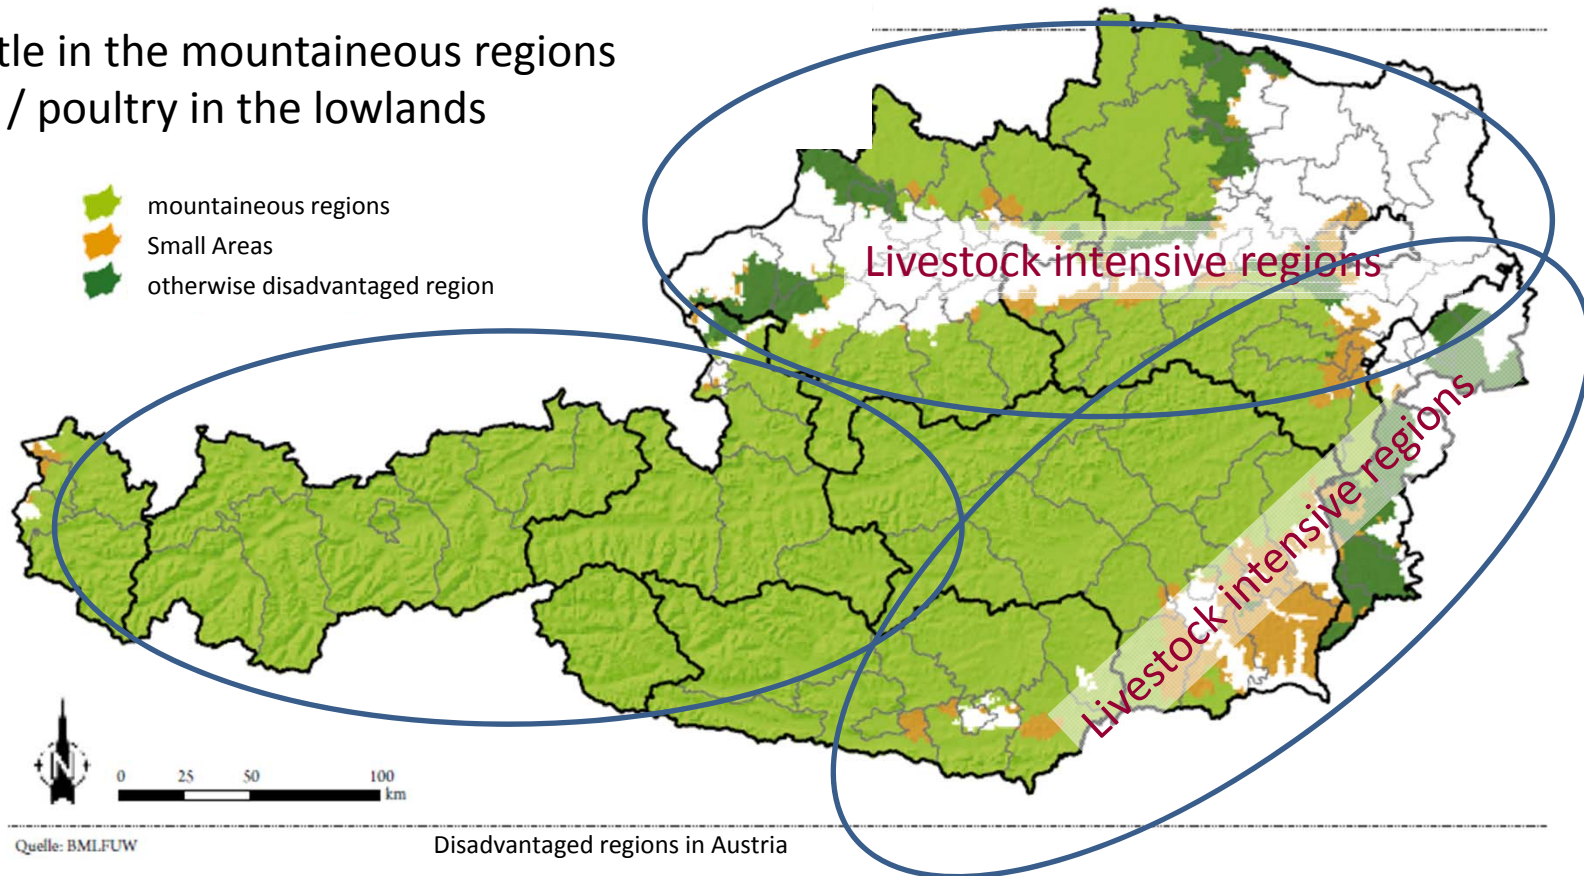 tle in the mountaineous regions
/ poultry in the lowlands
mountaineous regions
Small Areas
otherwise disadvantaged region
Livestock intensive regions
Livestock intensive regions
N
0 25 50 100
km
Quelle: BMLFUW
Disadvantaged regions in Austria